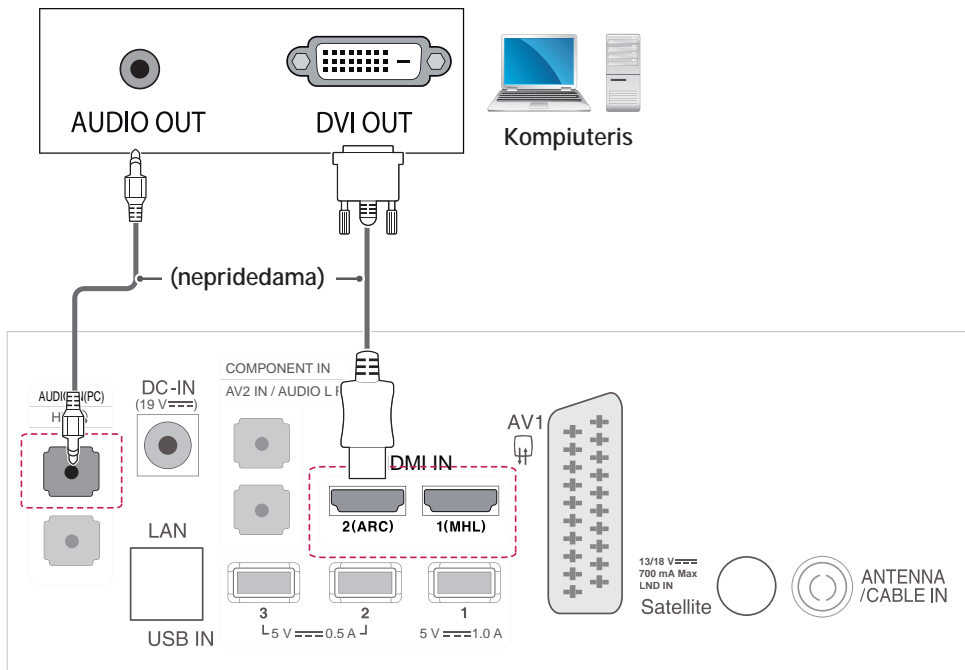 AUDIO OUT
DVI OUT
Kompiuteris
(nepridedama)
DC-IN
(19 V
)
COMPONENT IN
AV2 IN / AUDIO L
AV1
DMI IN
2(ARC)
1(MHL)
LAN
USB IN
3
2
1
5 V
0.5 A
5 V
1.0 A
13/18 V
700 mA Max
LND IN
Satellite
ANTENNA
/CABLE IN